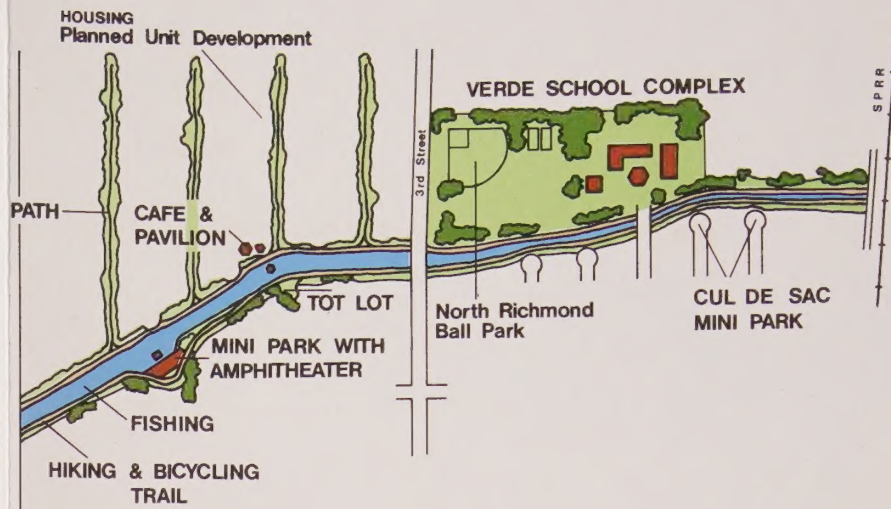 HOUSING
Planned Unit Development
VERDE SCHOOL COMPLEX
SPRR
3rd Street
PATH
CAFE &
PAVILION
TOT LOT
North Richmond
Ball Park
CUL DE SAC
MINI PARK
MINI PARK WITH
AMPHITHEATER
FISHING
HIKING & BICYCLING
TRAIL